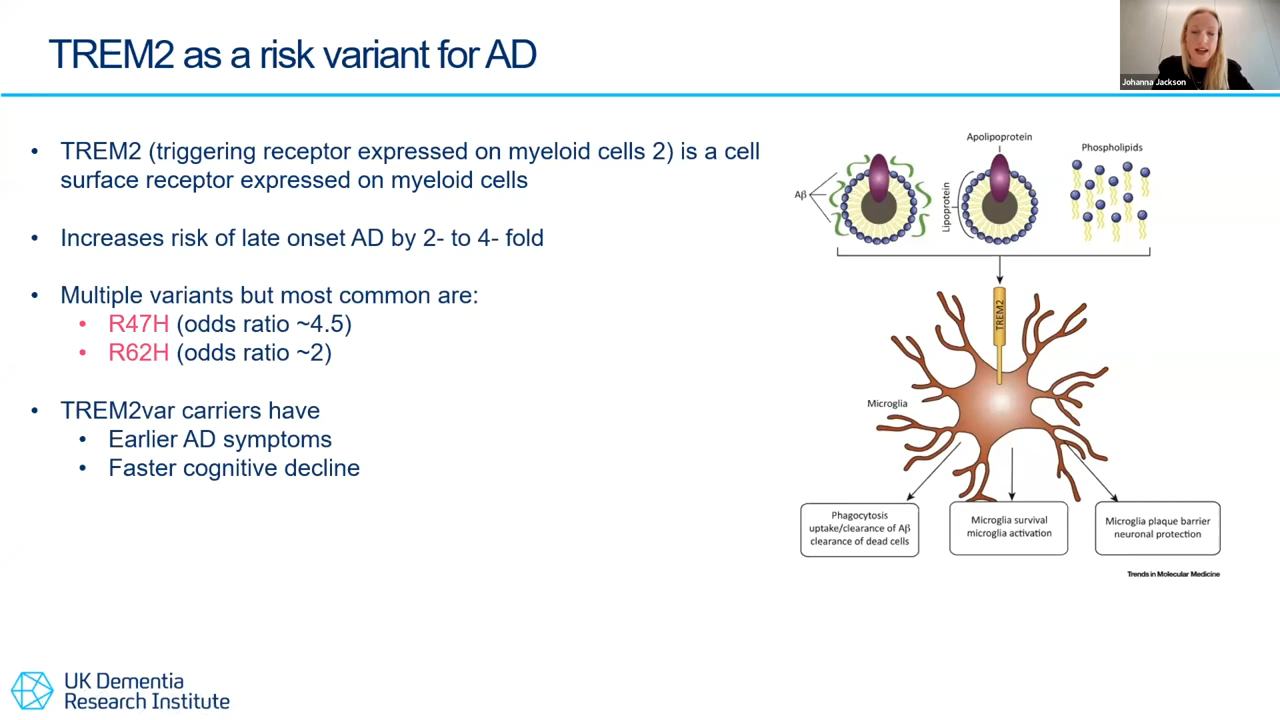 TREM2 as a risk variant for AD
Johanna Jackson
• TREM2 (triggering receptor expressed on myeloid cells 2) is a cell
surface receptor expressed on myeloid cells
• Increases risk of late onset AD by 2- to 4- fold
• Multiple variants but most common are:
• R47H (odds ratio ~4.5)
• R62H (odds ratio ~2)
• TREM2var carriers have
• Earlier AD symptoms
• Faster cognitive decline
Apolipoprotein
Phospholipids
Aβ
Lipoprotein
TREM2
Microglia
Phagocytosis
uptake/clearance of Aβ
clearance of dead cells
Microglia survival
microglia activation
Microglia plaque barrier
neuronal protection
Trends in Molecular Medicine
UK Dementia
Research Institute